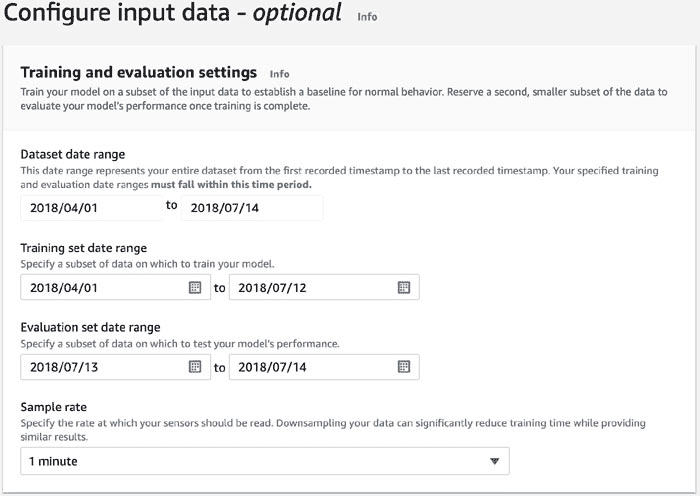 Configure input data - optional Info
Training and evaluation settings Info
Train your model on a subset of the input data to establish a baseline for normal behavior. Reserve a second, smaller subset of the data to
evaluate your model's performance once training is complete.
Dataset date range
This date range represents your entire dataset from the first recorded timestamp to the last recorded timestamp. Your specified training
and evaluation date ranges must fall within this time period.
2018/04/01 to 2018/07/14
Training set date range
Specify a subset of data on which to train your model.
2018/04/01 to 2018/07/12
Evaluation set date range
Specify a subset of data on which to test your model's performance.
2018/07/13 to 2018/07/14
Sample rate
Specify the rate at which your sensors should be read. Downsampling your data can significantly reduce training time while providing
similar results.
1 minute